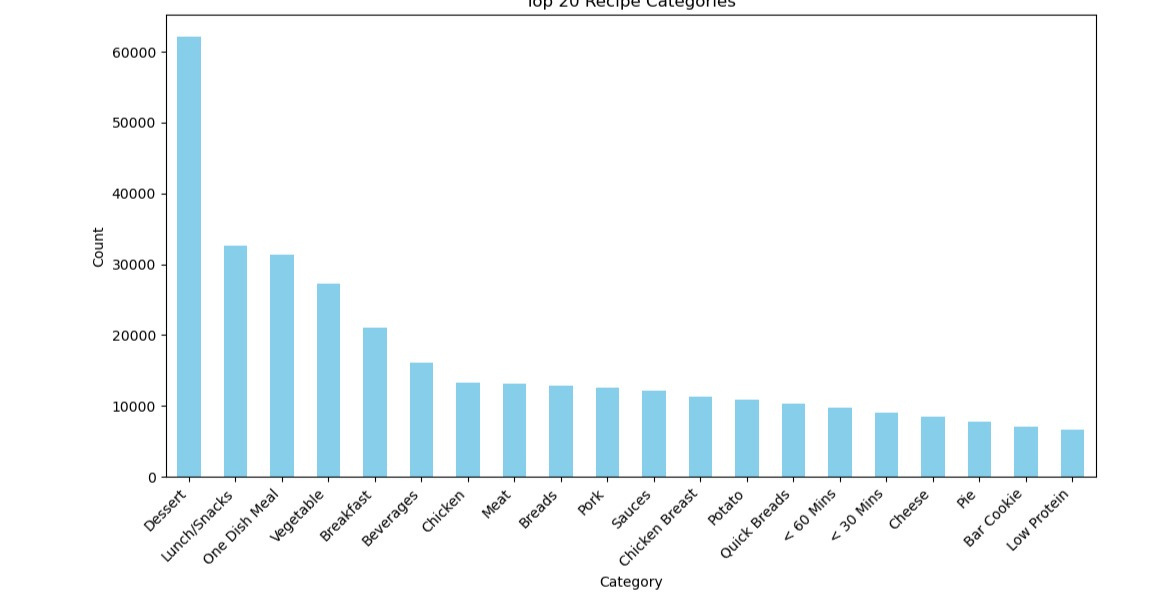 Top 20 Recipe Categories
60000
50000
40000
30000
20000
10000
0
Count
Dessert
Lunch/Snacks
One Dish Meal
Vegetable
Breakfast
Beverages
Chicken
Meat
Breads
Pork
Sauces
Chicken Breast
Potato
Quick Breads
< 60 Mins
< 30 Mins
Cheese
Pie
Bar Cookie
Low Protein
Category